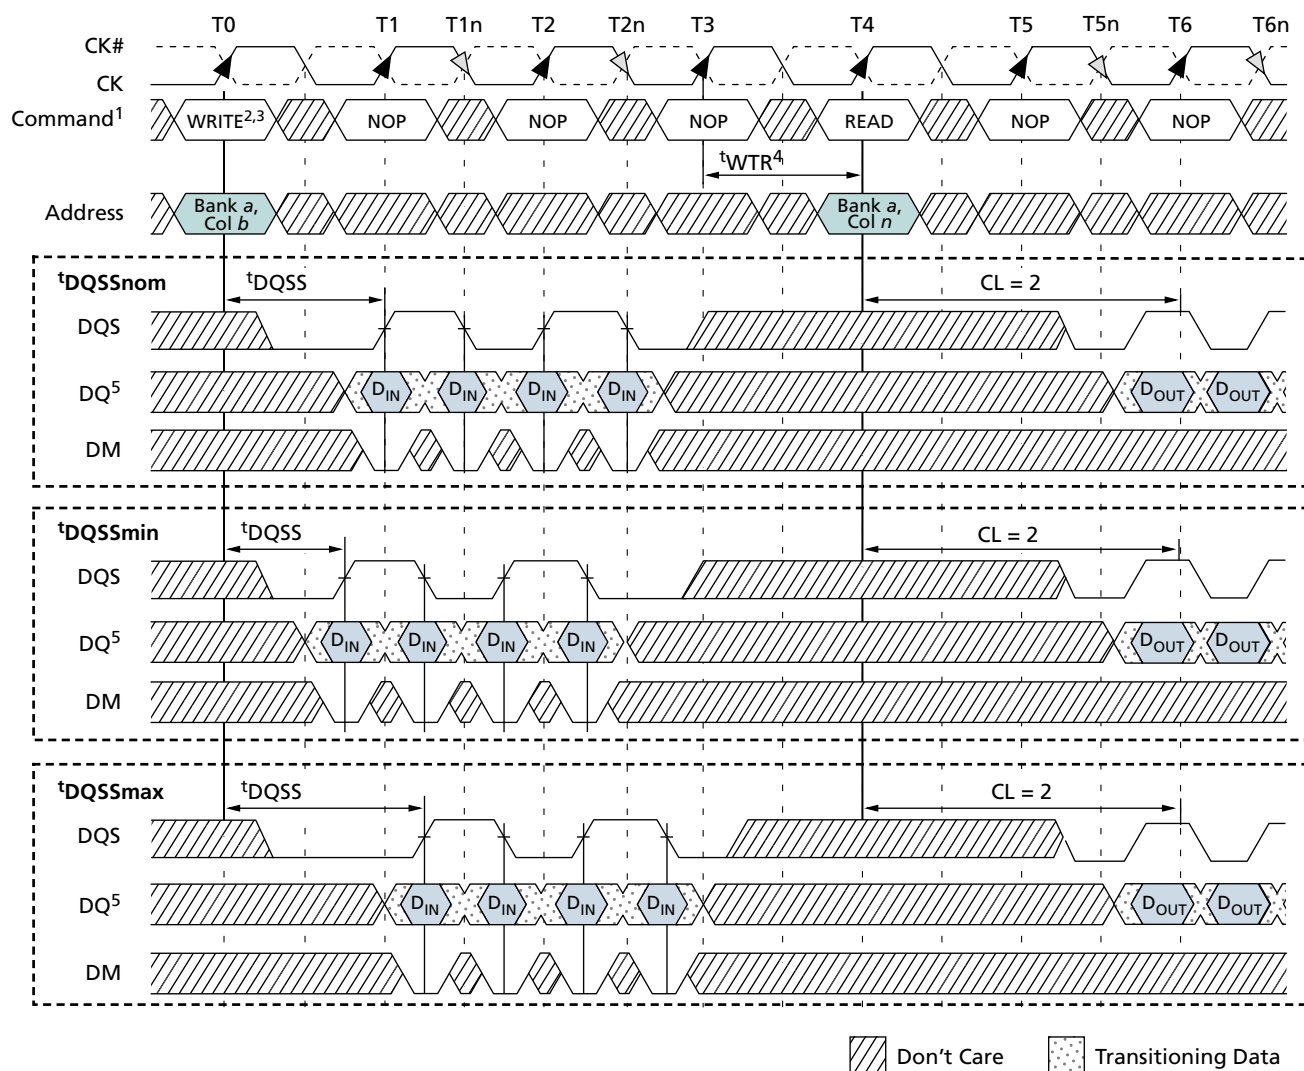 T0 T1 T1n T2 T2n T3 T4 T5 T5n T6 T6n
CK#
CK
Command1 WRITE2,3 NOP NOP NOP READ NOP NOP
tWTR4
Address Bank a, Col b Bank a, Col n
tDQSSnom tDQSS CL = 2
DQS
DQ5 DIN DIN DIN DIN DOUT DOUT
DM
tDQSSmin tDQSS CL = 2
DQS
DQ5 DIN DIN DIN DIN DOUT DOUT
DM
tDQSSmax tDQSS CL = 2
DQS
DQ5 DIN DIN DIN DIN DOUT DOUT
DM
Don't Care Transitioning Data